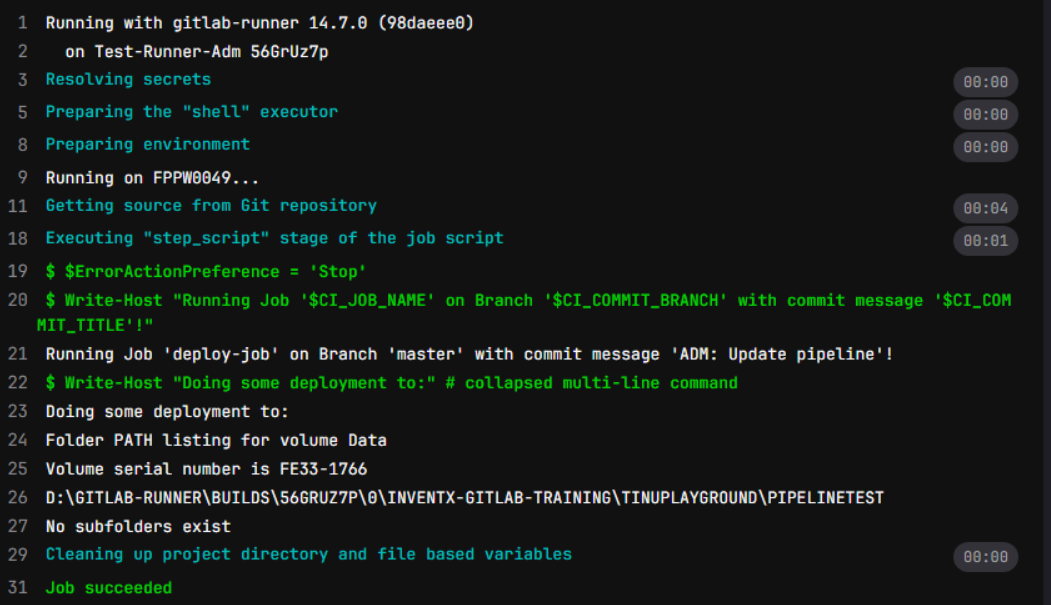 1 Running with gitlab-runner 14.7.0 (98daeee0)
2 on Test-Runner-Adm 56GrUz7p
3 Resolving secrets 00:00
5 Preparing the "shell" executor 00:00
8 Preparing environment 00:00
9 Running on FPPW0049...
11 Getting source from Git repository 00:04
18 Executing "step_script" stage of the job script 00:01
19 $ $ErrorActionPreference = 'Stop'
20 $ Write-Host "Running Job '$CI_JOB_NAME' on Branch '$CI_COMMIT_BRANCH' with commit message '$CI_COM
MIT_TITLE'!"
21 Running Job 'deploy-job' on Branch 'master' with commit message 'ADM: Update pipeline'!
22 $ Write-Host "Doing some deployment to:" # collapsed multi-line command
23 Doing some deployment to:
24 Folder PATH listing for volume Data
25 Volume serial number is FE33-1766
26 D:\GITLAB-RUNNER\BUILDS\56GRUZ7P\0\INVENTX-GITLAB-TRAINING\TINUPLAYGROUND\PIPELINETEST
27 No subfolders exist
29 Cleaning up project directory and file based variables 00:00
31 Job succeeded